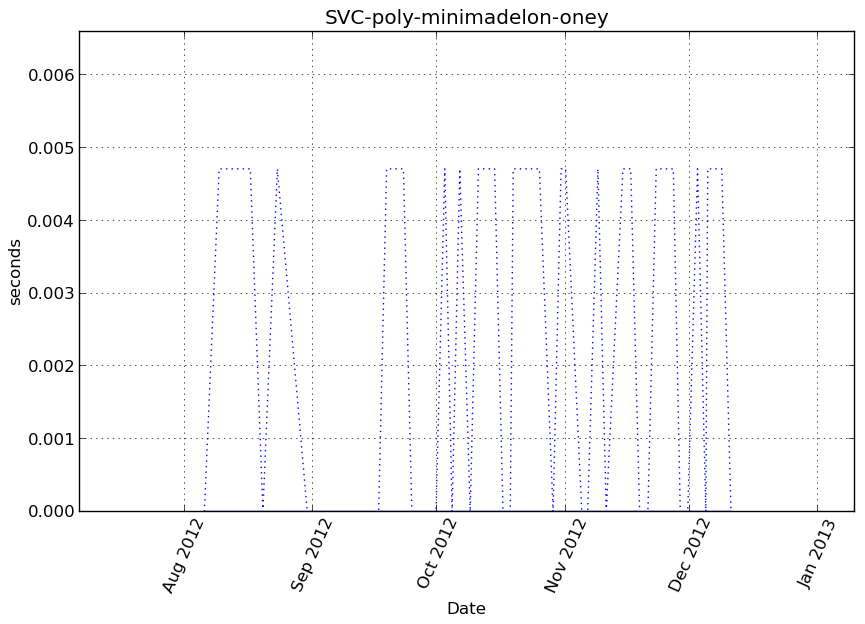 SVC-poly-minimadelon-oney
0.006
0.005
0.004
0.003
0.002
0.001
0.000
seconds
Aug 2012
Sep 2012
Oct 2012
Nov 2012
Dec 2012
Jan 2013
Date